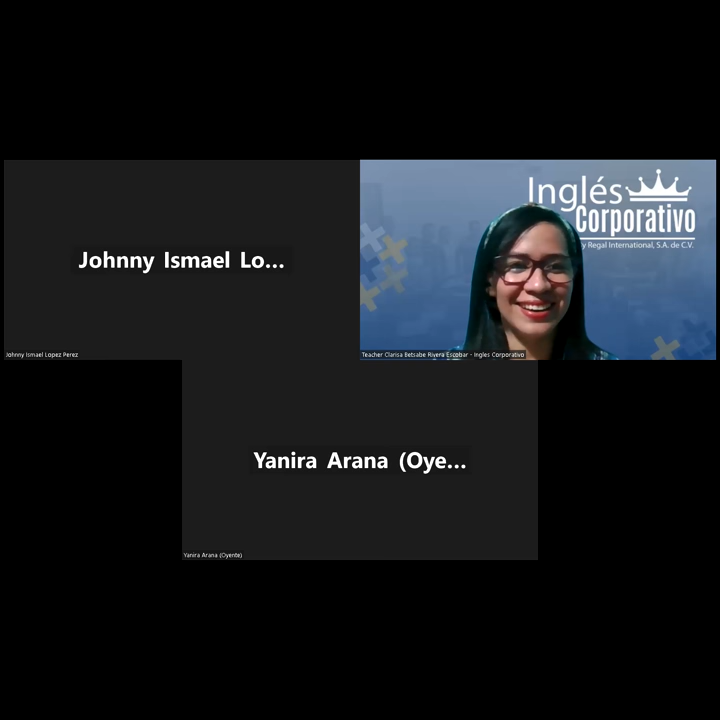 Inglés
Corporativo
y Regal International, S.A. de C.V.
Johnny Ismael Lo...
Johnny Ismael Lopez Perez
Teacher Clarisa Betsabe Rivera Escobar - Ingles Corporativo
Yanira Arana (Oye...
Yanira Arana (Oyente)